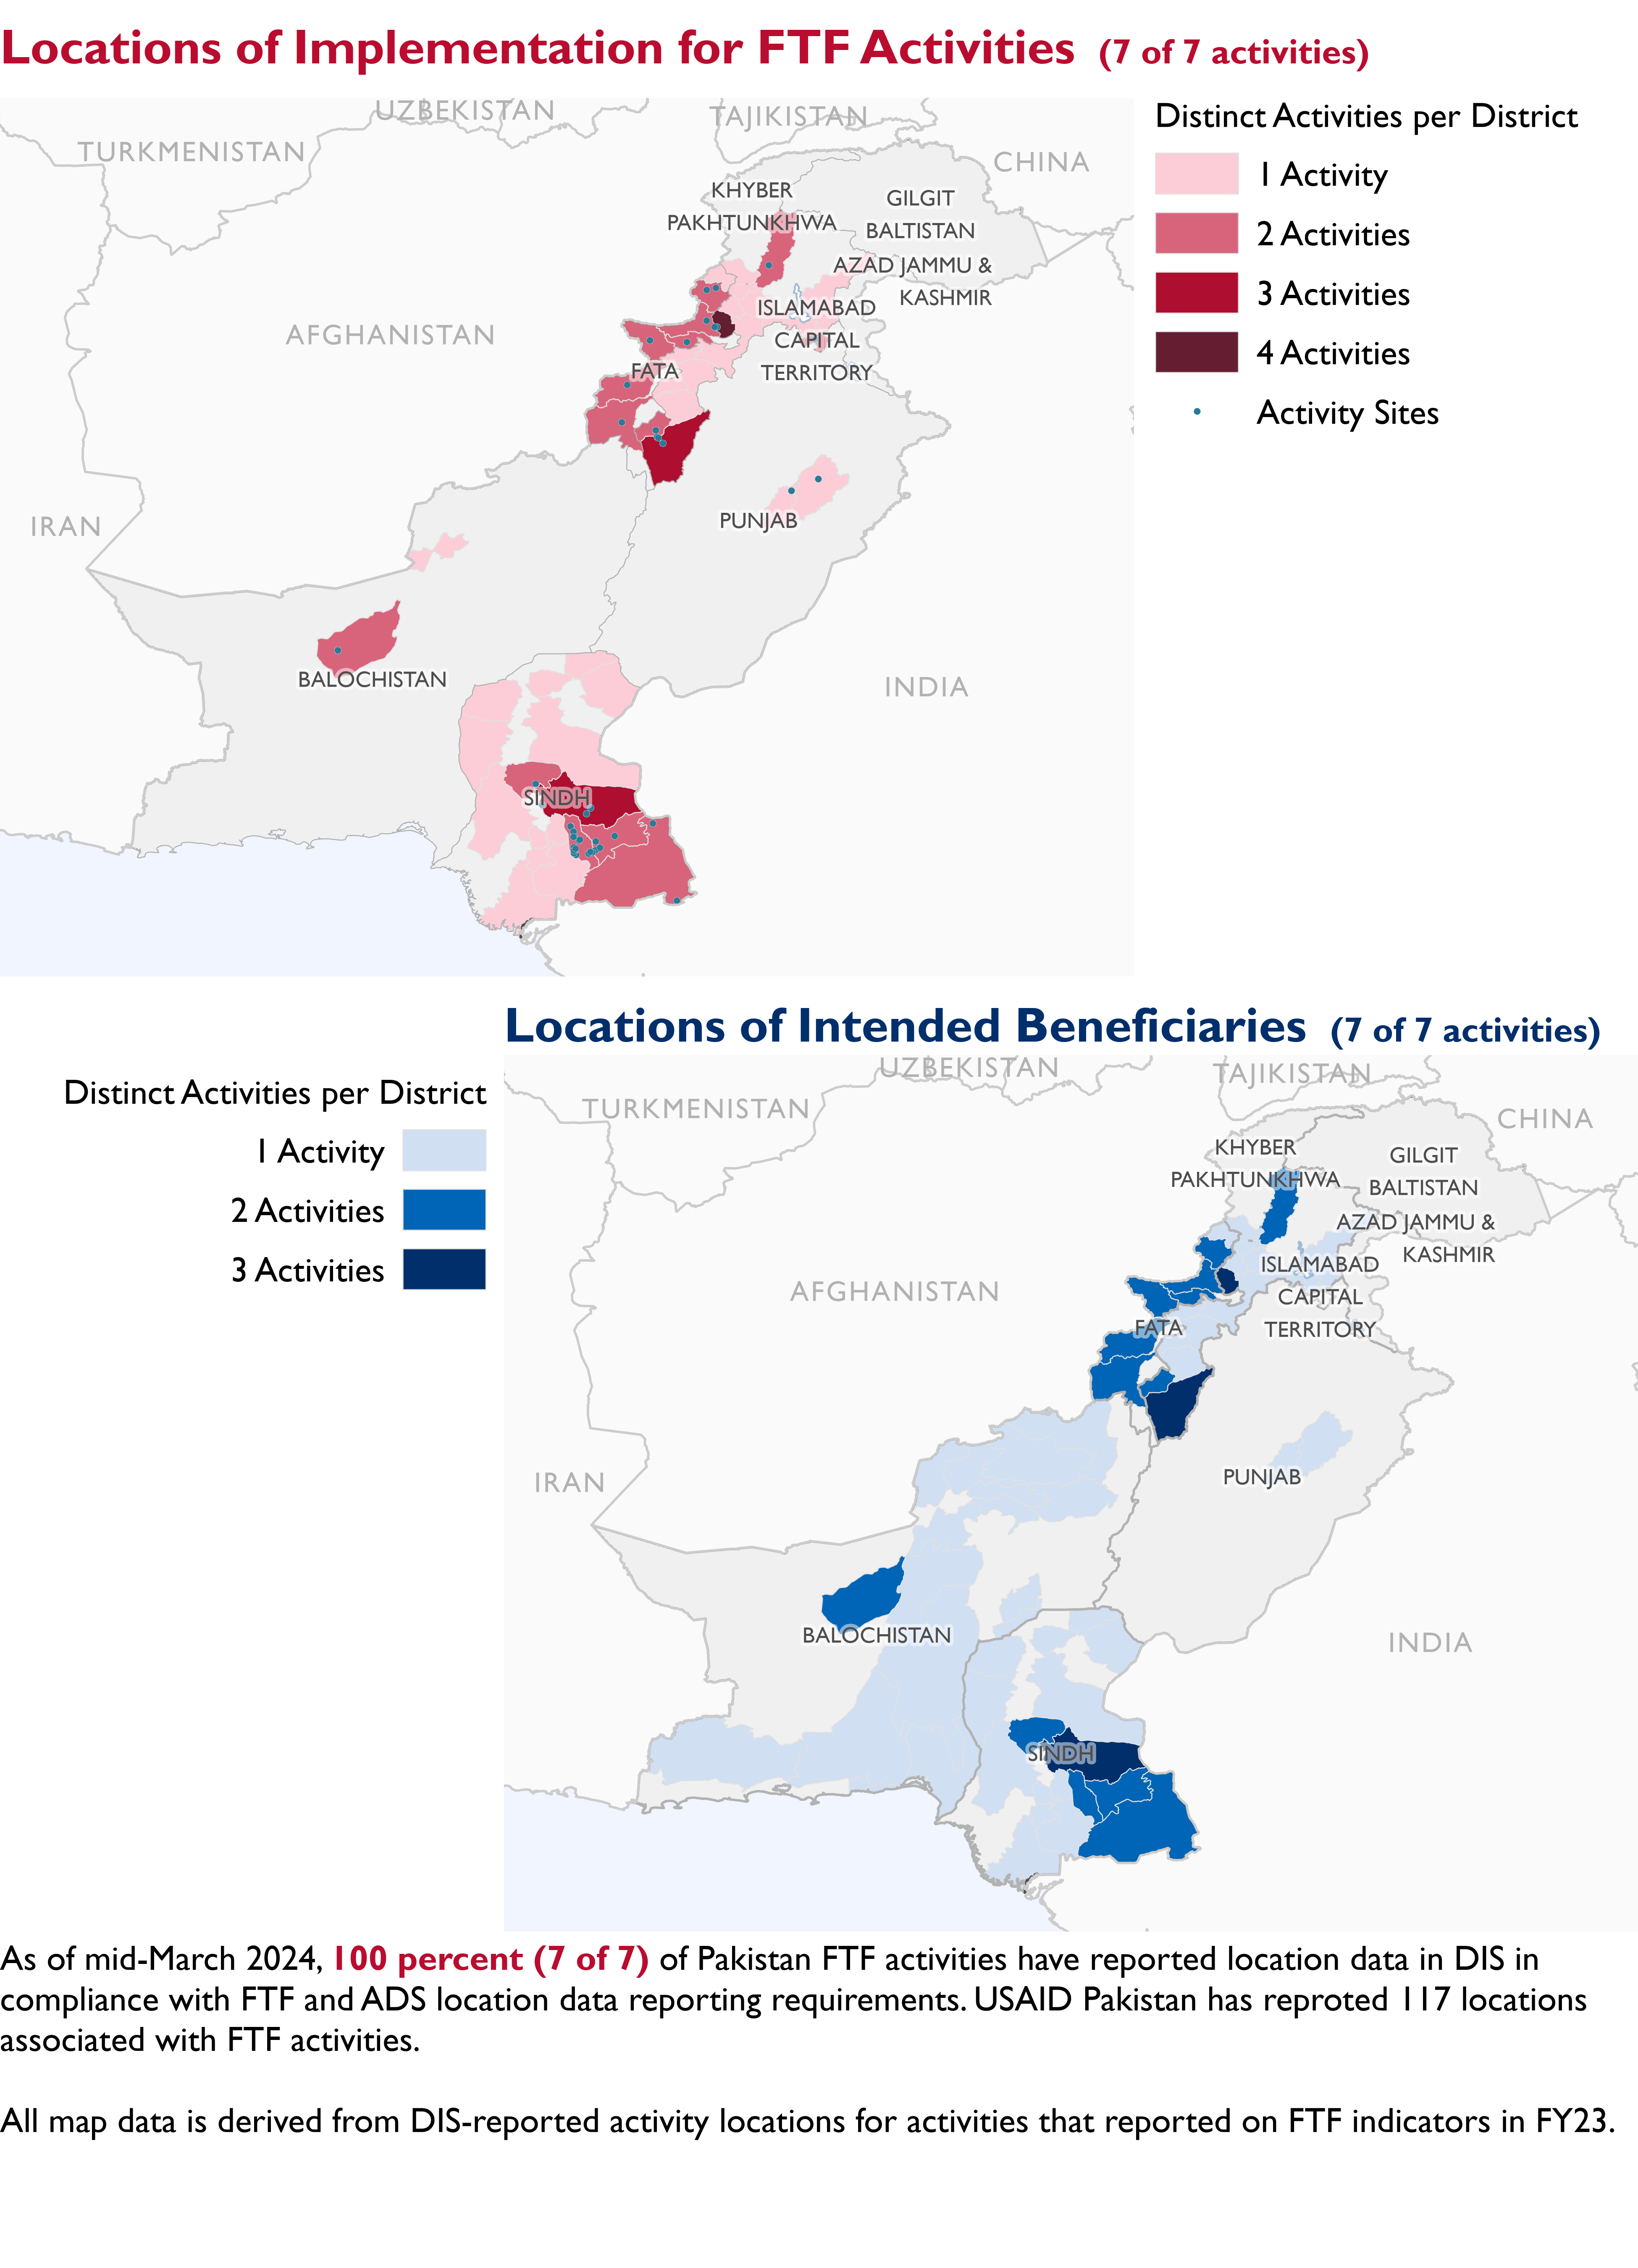 Locations of Implementation for FTF Activities (7 of 7 activities)
UZBEKISTAN
TAJIKISTAN
TURKMENISTAN
CHINA
KHYBER
PAKHTUNKHWA
GILGIT
BALTISTAN
AZAD JAMMU &
KASHMIR
ISLAMABAD
CAPITAL
TERRITORY
AFGHANISTAN
FATA
IRAN
PUNJAB
BALOCHISTAN
INDIA
SINDH
Distinct Activities per District
1 Activity
2 Activities
3 Activities
4 Activities
Activity Sites
Locations of Intended Beneficiaries (7 of 7 activities)
Distinct Activities per District
1 Activity
2 Activities
3 Activities
UZBEKISTAN
TAJIKISTAN
TURKMENISTAN
CHINA
KHYBER
PAKHTUNKHWA
GILGIT
BALTISTAN
AZAD JAMMU &
KASHMIR
ISLAMABAD
CAPITAL
TERRITORY
AFGHANISTAN
FATA
IRAN
PUNJAB
BALOCHISTAN
INDIA
SINDH
As of mid-March 2024, 100 percent (7 of 7) of Pakistan FTF activities have reported location data in DIS in
compliance with FTF and ADS location data reporting requirements. USAID Pakistan has reproted 117 locations
associated with FTF activities.
All map data is derived from DIS-reported activity locations for activities that reported on FTF indicators in FY23.